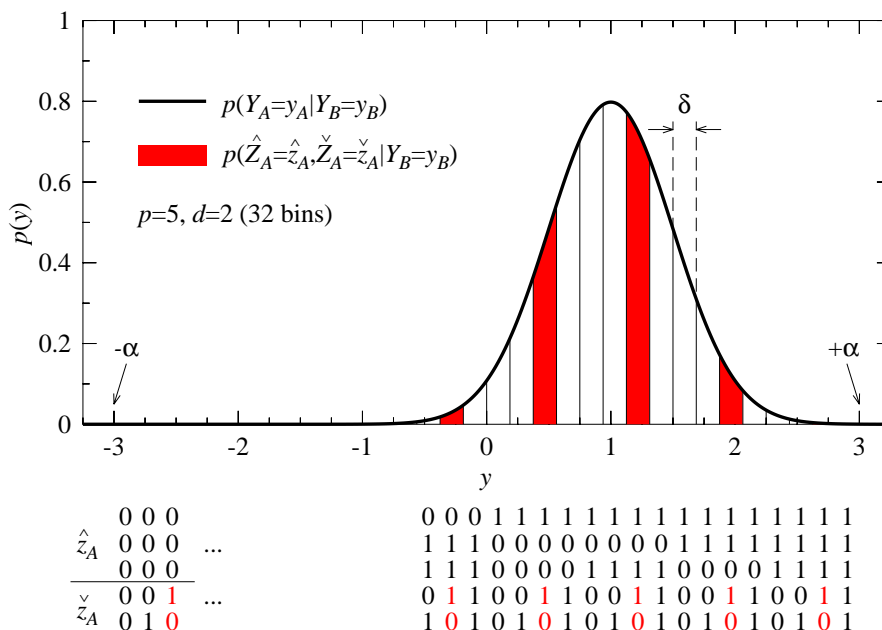 1
0.8
0.6
0.4
0.2
0
p(y)
p(Y_A=y_A|Y_B=y_B)
p(Ẑ_A=ẑ_A,Ž_A=ž_A|Y_B=y_B)
p=5, d=2 (32 bins)
δ
-α
+α
-3 -2 -1 0 1 2 3
y
0 0 0 0 0 0 1 1 1 1 1 1 1 1 1 1 1 1 1 1 1 1
ẑ_A 0 0 0 ... 1 1 1 0 0 0 0 0 0 0 0 1 1 1 1 1 1 1 1
0 0 0 1 1 1 0 0 0 0 1 1 1 1 0 0 0 0 1 1 1 1
ž_A 0 0 1 ... 0 1 1 0 0 1 1 0 0 1 1 0 0 1 1 0 0 1 1
0 1 0 1 0 1 0 1 0 1 0 1 0 1 0 1 0 1 0 1 0 1